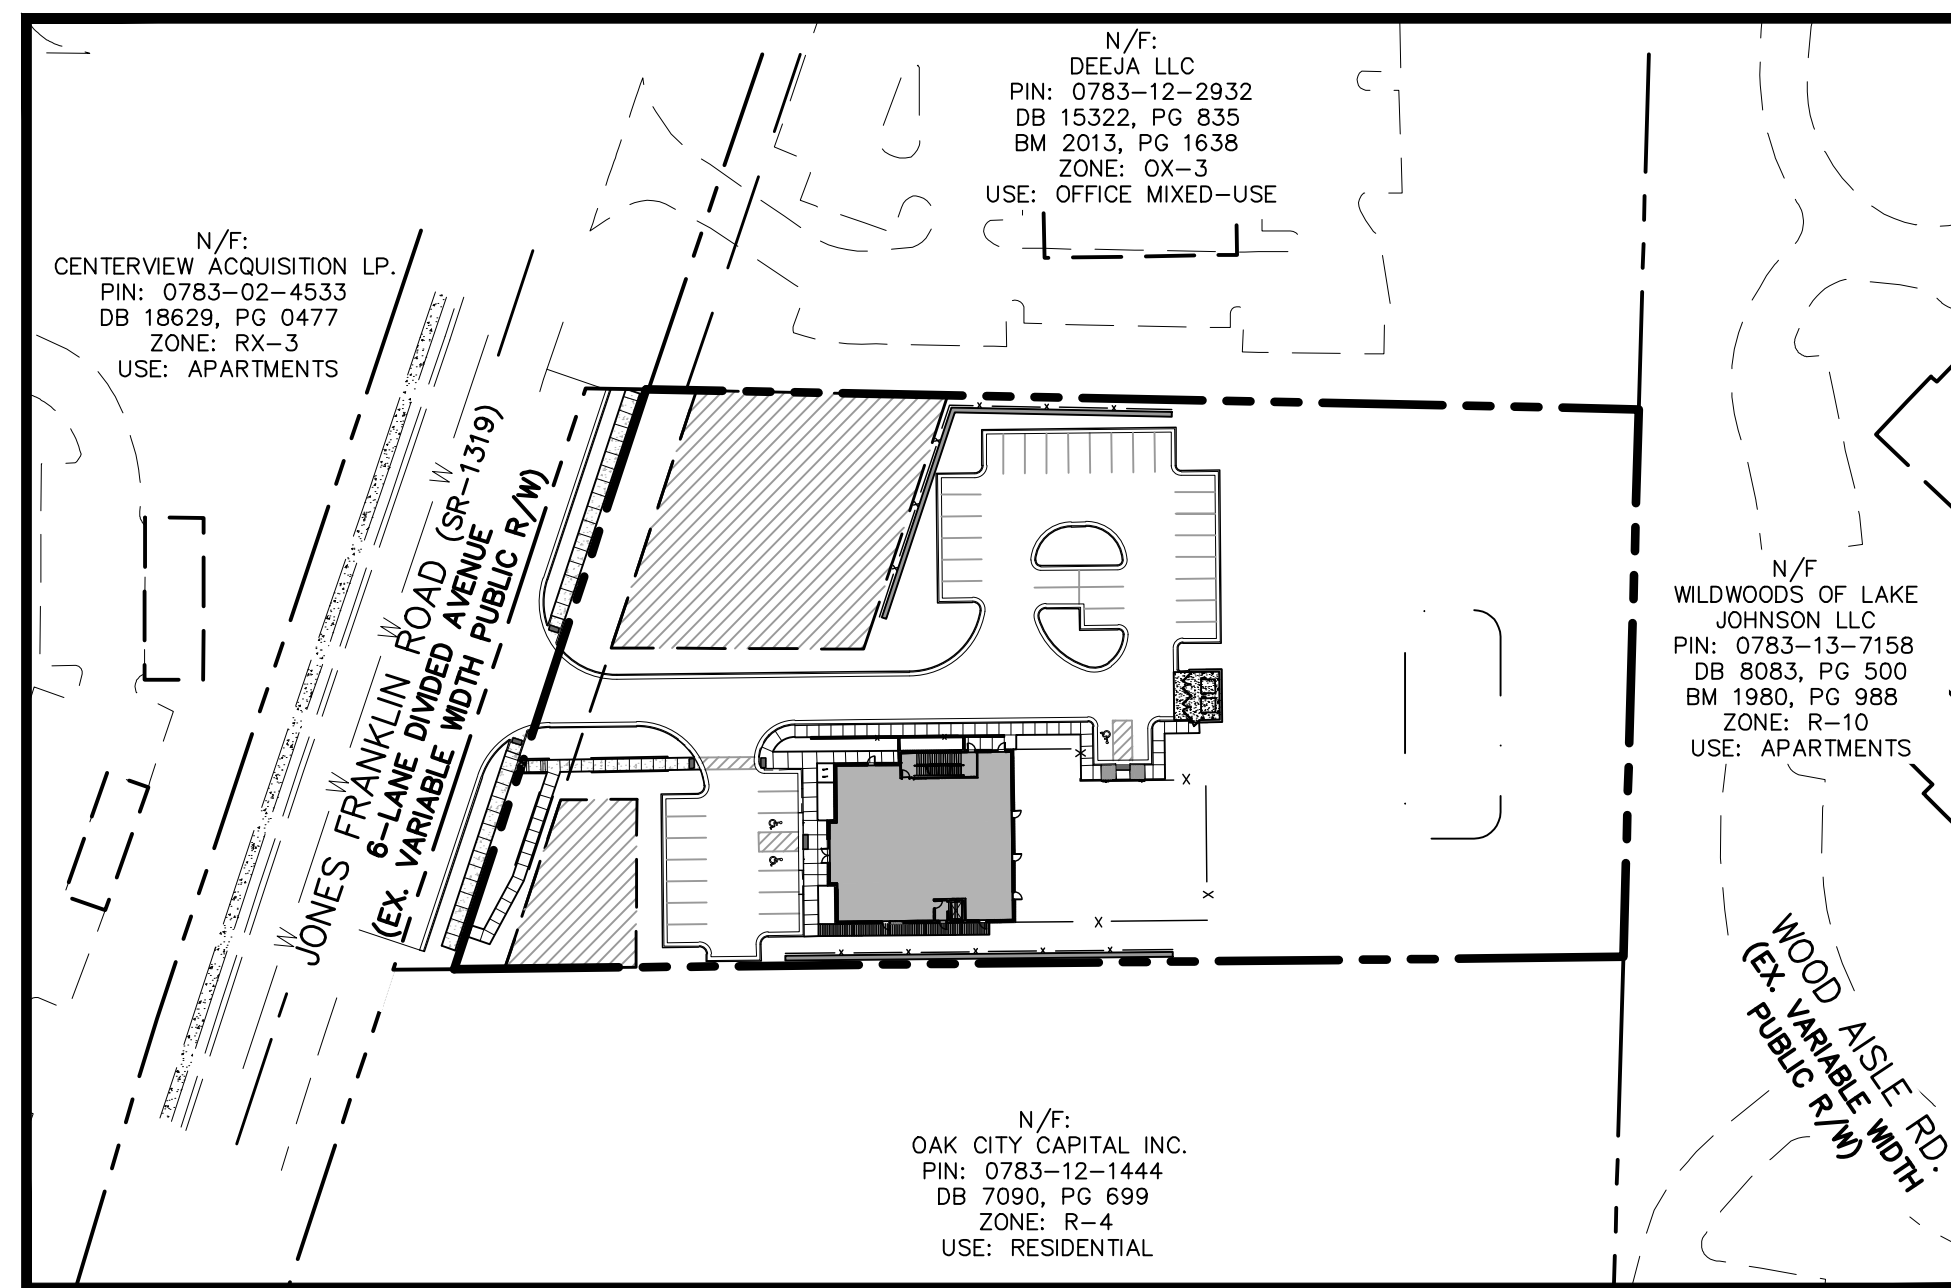 N/F:
DEEJA LLC
PIN: 0783-12-2932
DB 15322, PG 835
BM 2013, PG 1638
ZONE: OX-3
USE: OFFICE MIXED-USE
N/F:
CENTERVIEW ACQUISITION LP.
PIN: 0783-02-4533
DB 18629, PG 0477
ZONE: RX-3
USE: APARTMENTS
JONES FRANKLIN ROAD (SR-1319)
6-LANE DIVIDED AVENUE
(EX. VARIABLE WIDTH PUBLIC R/W)
W
W
W
W
N/F
WILDWOODS OF LAKE
JOHNSON LLC
PIN: 0783-13-7158
DB 8083, PG 500
BM 1980, PG 988
ZONE: R-10
USE: APARTMENTS
WOOD AISLE RD.
(EX. VARIABLE WIDTH
PUBLIC R/W)
N/F:
OAK CITY CAPITAL INC.
PIN: 0783-12-1444
DB 7090, PG 699
ZONE: R-4
USE: RESIDENTIAL